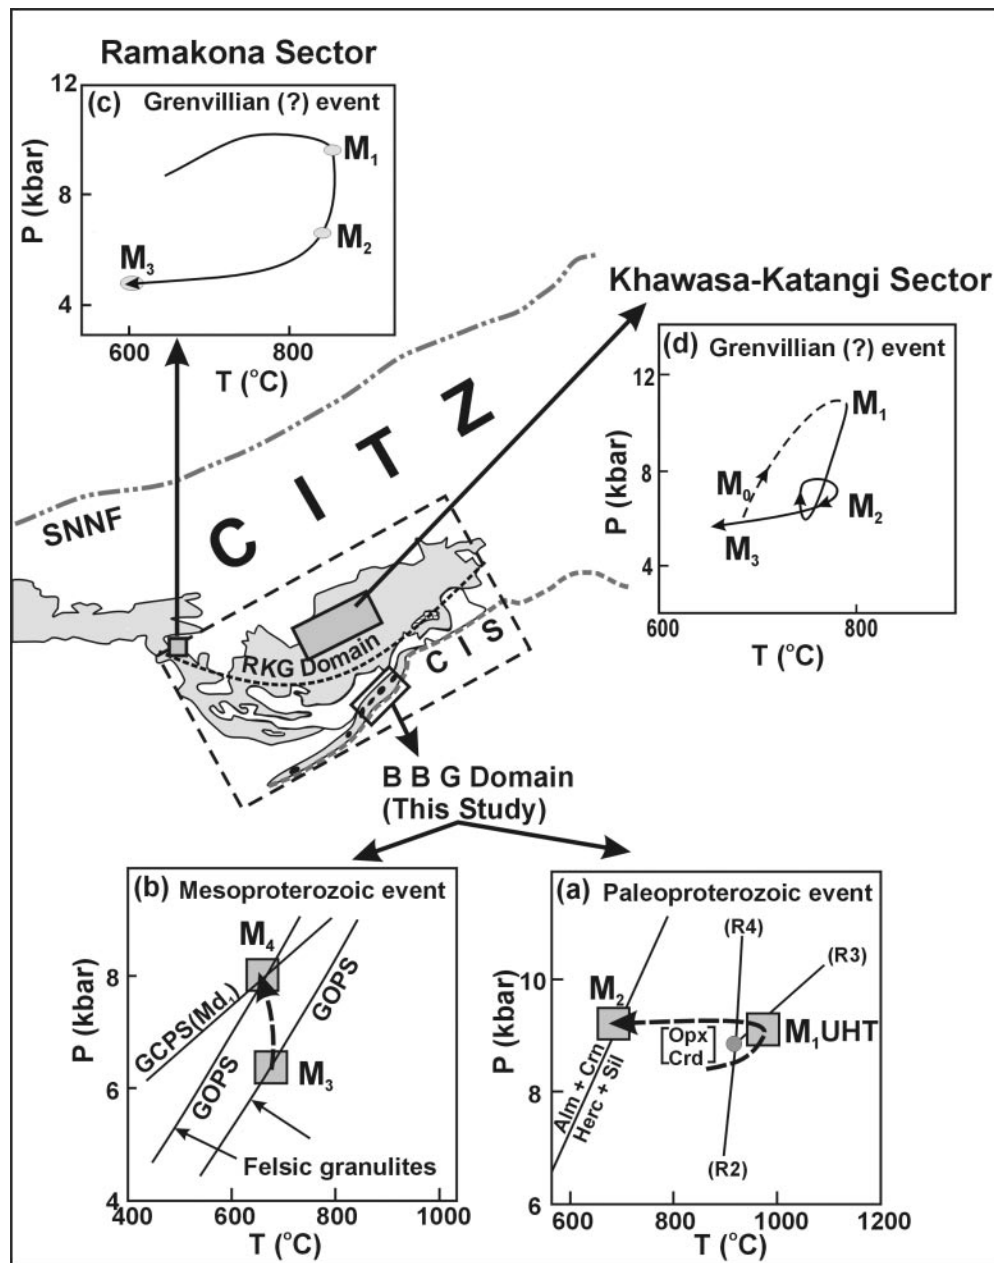 Ramakona Sector
(c) Grenvillian (?) event
12
8
4
P (kbar)
M₁
M₂
M₃
600 800
T (°C)
Khawasa-Katangi Sector
(d) Grenvillian (?) event
12
8
4
P (kbar)
M₁
M₀
M₂
M₃
600 800
T (°C)
SNNF
CITZ
RKG Domain
CIS
B B G Domain
(This Study)
(b) Mesoproterozoic event
8
6
4
P (kbar)
M₄
M₃
GCPS(Md₁)
GOPS
GOPS
Felsic granulites
400 600 800 1000
T (°C)
(a) Paleoproterozoic event
10
8
6
P (kbar)
(R4)
(R3)
M₂
M₁UHT
Opx
Crd
Alm + Crn
Herc + Sil
(R2)
600 800 1000 1200
T (°C)